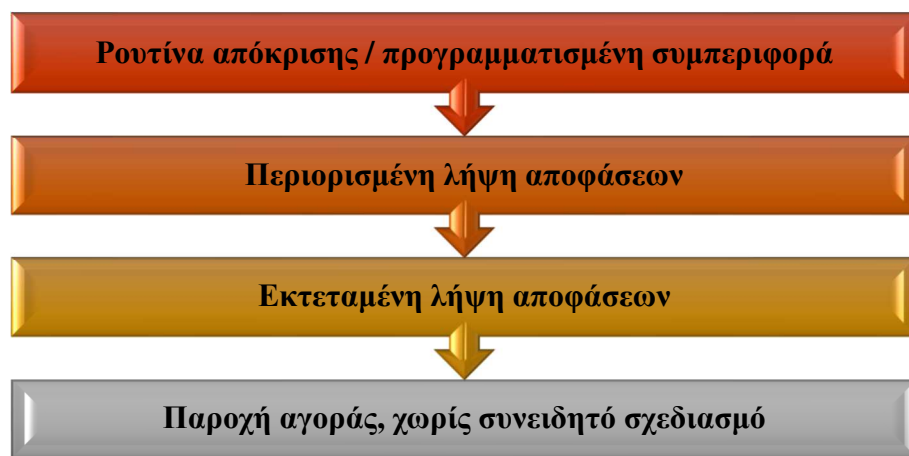 Ρουτίνα απόκρισης / προγραμματισμένη συμπεριφορά
Περιορισμένη λήψη αποφάσεων
Εκτεταμένη λήψη αποφάσεων
Παροχή αγοράς, χωρίς συνειδητό σχεδιασμό